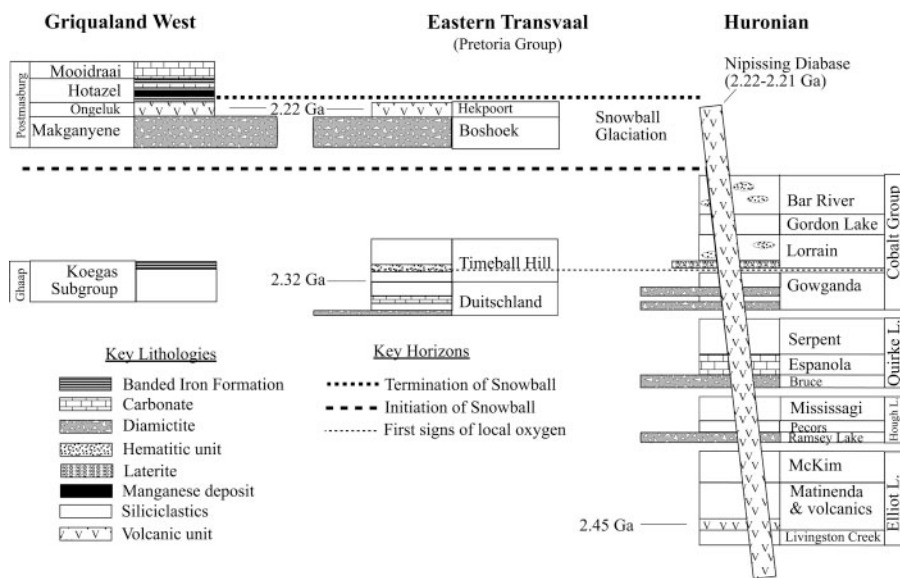 Griqualand West
Eastern Transvaal
(Pretoria Group)
Huronian
Nipissing Diabase
(2.22-2.21 Ga)
Postmasburg
Mooidraai
Hotazel
Ongeluk
Makganyene
2.22 Ga
Hekpoort
Boshoek
Snowball
Glaciation
Ghaap
Koegas
Subgroup
2.32 Ga
Timeball Hill
Duitschland
Bar River
Gordon Lake
Lorrain
Gowganda
Cobalt Group
Serpent
Espanola
Bruce
Quirke L.
Mississagi
Pecors
Ramsey Lake
Hough L.
McKim
Matinenda
& volcanics
2.45 Ga
Livingston Creek
Elliot L.
Key Lithologies
Banded Iron Formation
Carbonate
Diamictite
Hematitic unit
Laterite
Manganese deposit
Siliciclastics
Volcanic unit
Key Horizons
Termination of Snowball
Initiation of Snowball
First signs of local oxygen